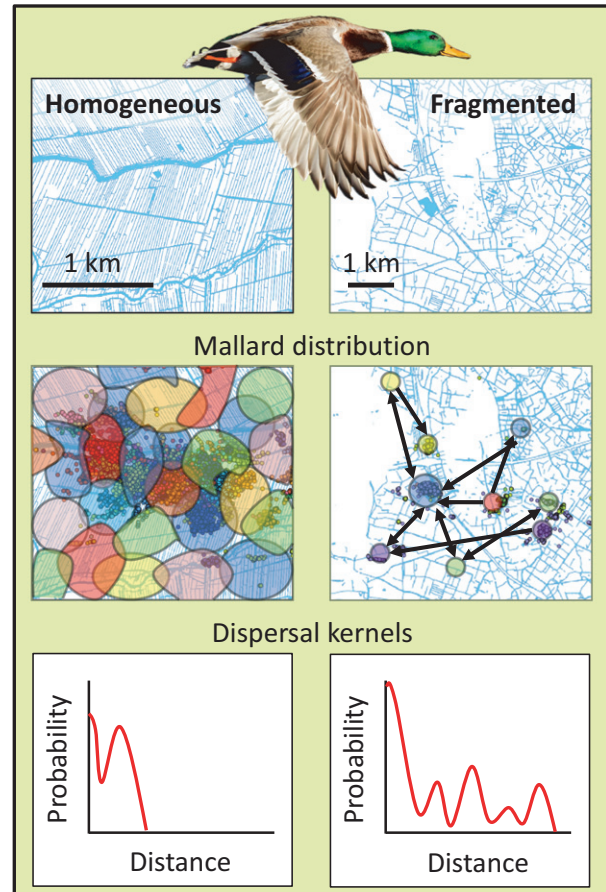 Homogeneous
Fragmented
1 km
1 km
Mallard distribution
Dispersal kernels
Probability
Distance
Probability
Distance